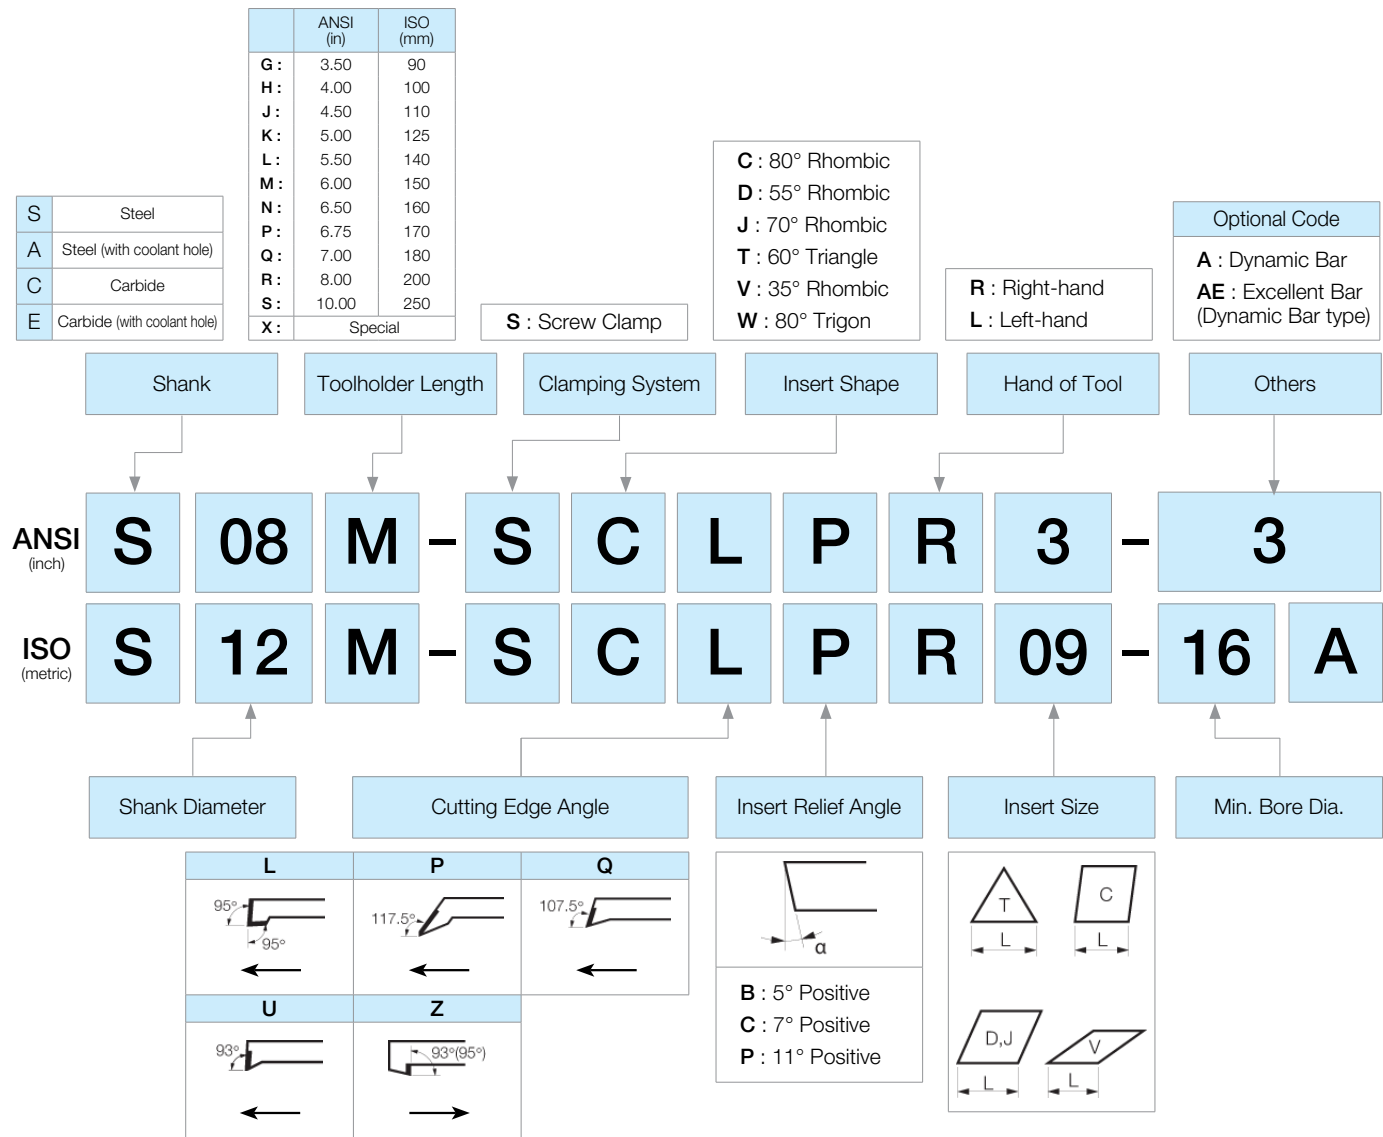 ANSI (in) ISO (mm)
G : 3.50 90
H : 4.00 100
J : 4.50 110
K : 5.00 125
L : 5.50 140
M : 6.00 150
N : 6.50 160
P : 6.75 170
Q : 7.00 180
R : 8.00 200
S : 10.00 250
X : Special
S Steel
A Steel (with coolant hole)
C Carbide
E Carbide (with coolant hole)
S : Screw Clamp
C : 80° Rhombic
D : 55° Rhombic
J : 70° Rhombic
T : 60° Triangle
V : 35° Rhombic
W : 80° Trigon
R : Right-hand
L : Left-hand
Optional Code
A : Dynamic Bar
AE : Excellent Bar
(Dynamic Bar type)
Shank Toolholder Length Clamping System Insert Shape Hand of Tool Others
ANSI (inch) S 08 M – S C L P R 3 – 3
ISO (metric) S 12 M – S C L P R 09 – 16 A
Shank Diameter Cutting Edge Angle Insert Relief Angle Insert Size Min. Bore Dia.
L P Q
95° 117.5° 107.5°
95°
U Z
93° 93°(95°)
α
B : 5° Positive
C : 7° Positive
P : 11° Positive
T C
L L
D,J V
L L